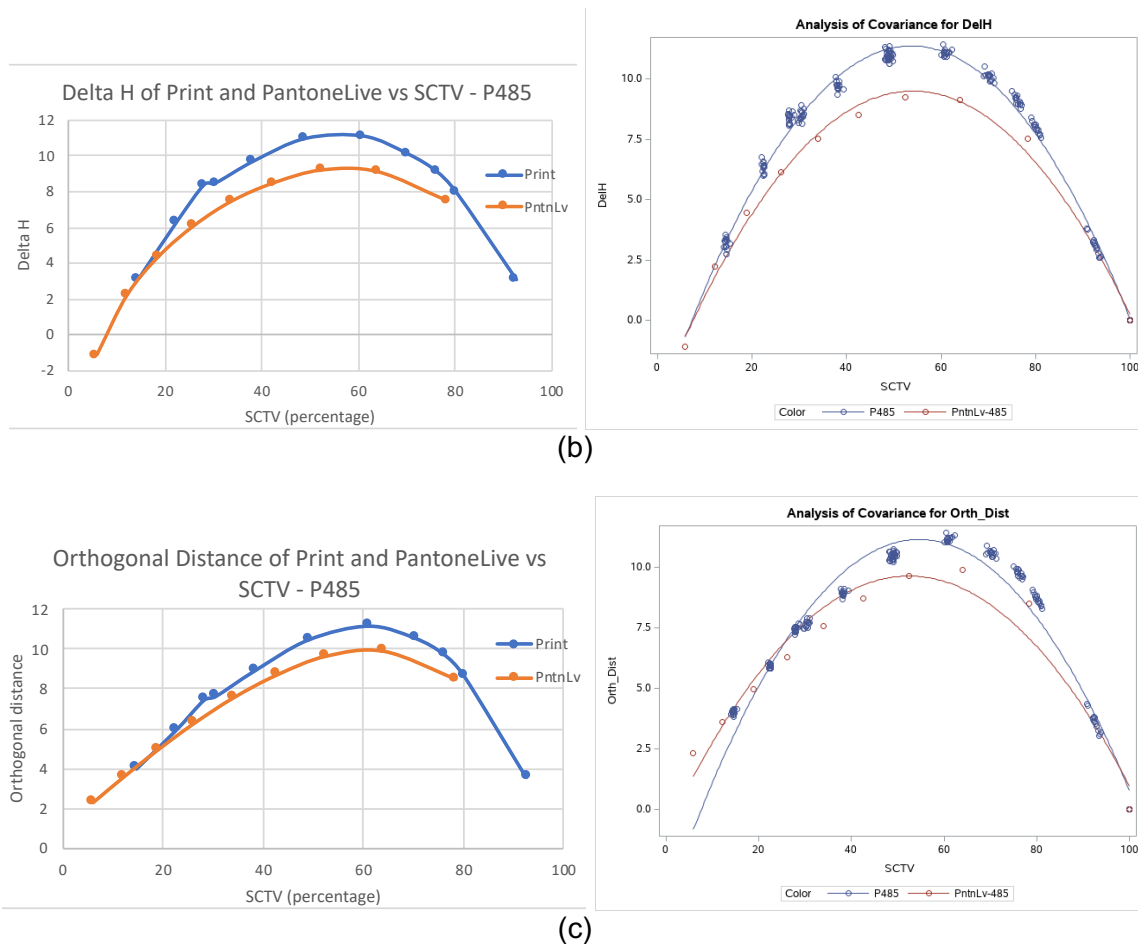 Delta H of Print and PantoneLive vs SCTV - P485
12
10
8
6
4
2
0
-2
Delta H
0 20 40 60 80 100
SCTV (percentage)
Print
PntnLv
Analysis of Covariance for DelH
10.0
7.5
5.0
2.5
0.0
DelH
0 20 40 60 80 100
SCTV
Color P485 PntnLv-485
(b)
Orthogonal Distance of Print and PantoneLive vs
SCTV - P485
12
10
8
6
4
2
0
Orthogonal distance
0 20 40 60 80 100
SCTV (percentage)
Print
PntnLv
Analysis of Covariance for Orth_Dist
10.0
7.5
5.0
2.5
0.0
Orth_Dist
0 20 40 60 80 100
SCTV
Color P485 PntnLv-485
(c)